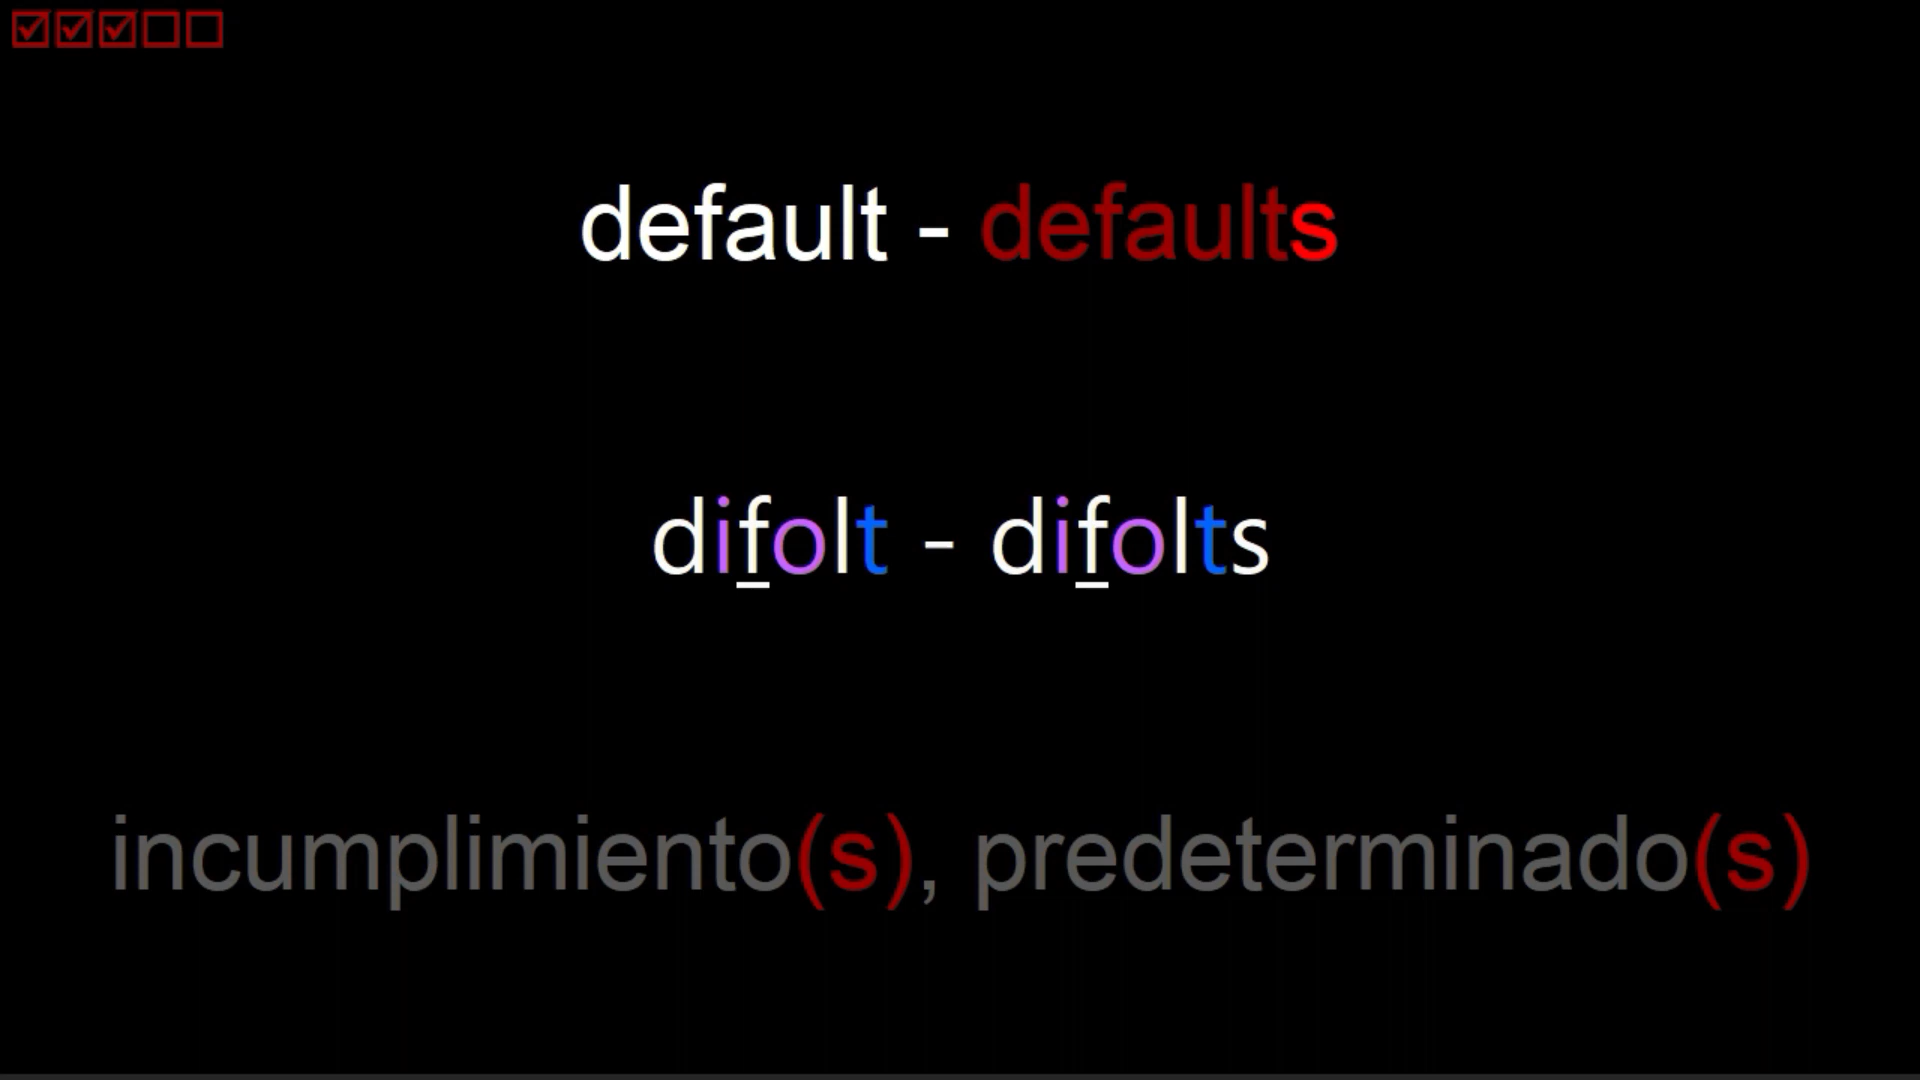 ☑☑☑☐☐
default - defaults
difolt - difolts
incumplimiento(s), predeterminado(s)